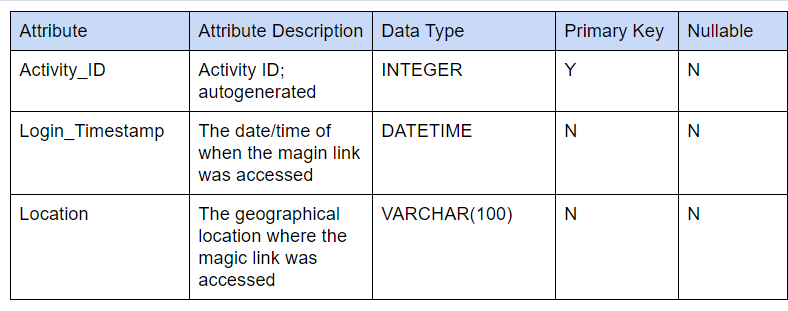 Attribute Attribute Description Data Type Primary Key Nullable
Activity_ID Activity ID; INTEGER Y N
autogenerated
Login_Timestamp The date/time of DATETIME N N
when the magin link
was accessed
Location The geographical VARCHAR(100) N N
location where the
magic link was
accessed